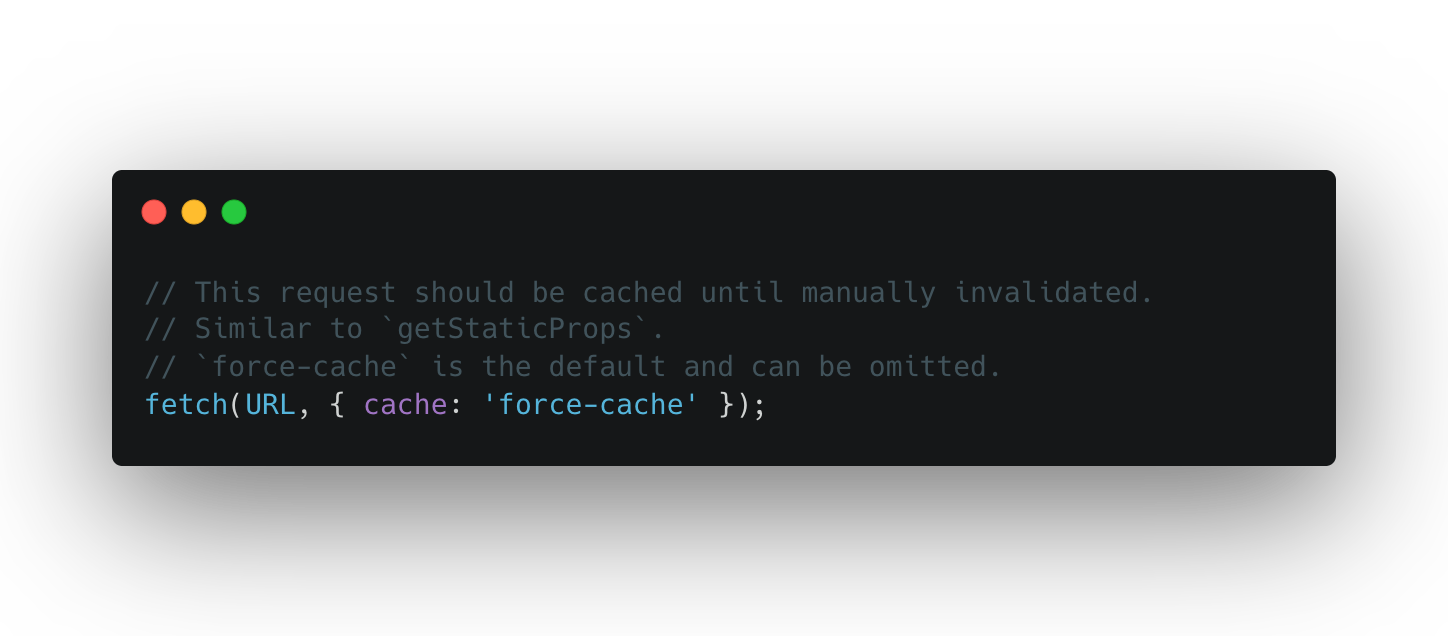 // This request should be cached until manually invalidated.
// Similar to `getStaticProps`.
// `force-cache` is the default and can be omitted.
fetch(URL, { cache: 'force-cache' });